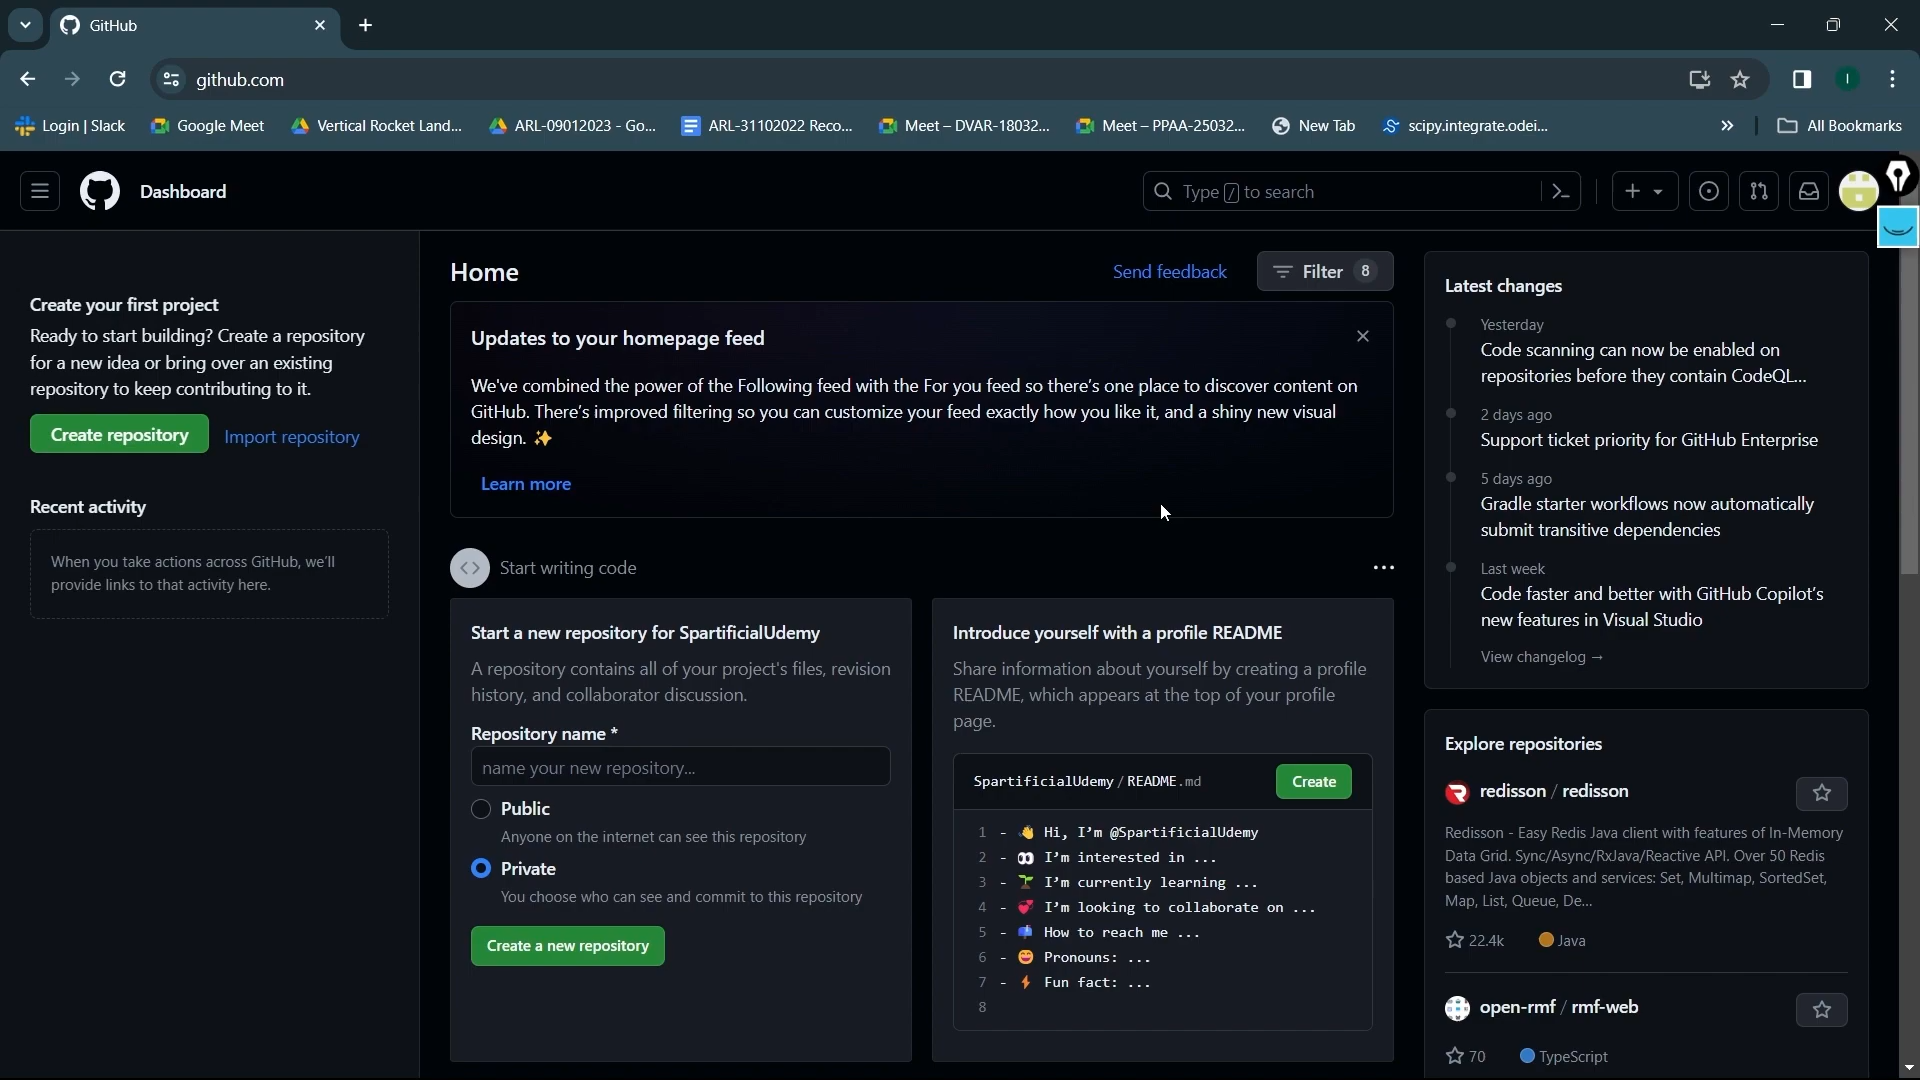 GitHub
github.com
Login | Slack
Google Meet
Vertical Rocket Land...
ARL-09012023 - Go...
ARL-31102022 Reco...
Meet – DVAR-18032...
Meet – PPAA-25032...
New Tab
scipy.integrate.odei...
All Bookmarks
Dashboard
Type / to search
Create your first project
Ready to start building? Create a repository
for a new idea or bring over an existing
repository to keep contributing to it.
Create repository
Import repository
Recent activity
When you take actions across GitHub, we'll
provide links to that activity here.
Home
Send feedback
Filter 8
Updates to your homepage feed
We've combined the power of the Following feed with the For you feed so there's one place to discover content on
GitHub. There's improved filtering so you can customize your feed exactly how you like it, and a shiny new visual
design. ✨
Learn more
Start writing code
Start a new repository for SpartificialUdemy
A repository contains all of your project's files, revision
history, and collaborator discussion.
Repository name *
name your new repository...
Public
Anyone on the internet can see this repository
Private
You choose who can see and commit to this repository
Create a new repository
Introduce yourself with a profile README
Share information about yourself by creating a profile
README, which appears at the top of your profile
page.
SpartificialUdemy / README.md
Create
1 - 👋 Hi, I'm @SpartificialUdemy
2 - 👀 I'm interested in ...
3 - 🌱 I'm currently learning ...
4 - 💞️ I'm looking to collaborate on ...
5 - 📫 How to reach me ...
6 - 😄 Pronouns: ...
7 - ⚡ Fun fact: ...
8
Latest changes
Yesterday
Code scanning can now be enabled on
repositories before they contain CodeQL...
2 days ago
Support ticket priority for GitHub Enterprise
5 days ago
Gradle starter workflows now automatically
submit transitive dependencies
Last week
Code faster and better with GitHub Copilot's
new features in Visual Studio
View changelog →
Explore repositories
redisson / redisson
Redisson - Easy Redis Java client with features of In-Memory
Data Grid. Sync/Async/RxJava/Reactive API. Over 50 Redis
based Java objects and services: Set, Multimap, SortedSet,
Map, List, Queue, De...
22.4k
Java
open-rmf / rmf-web
70
TypeScript